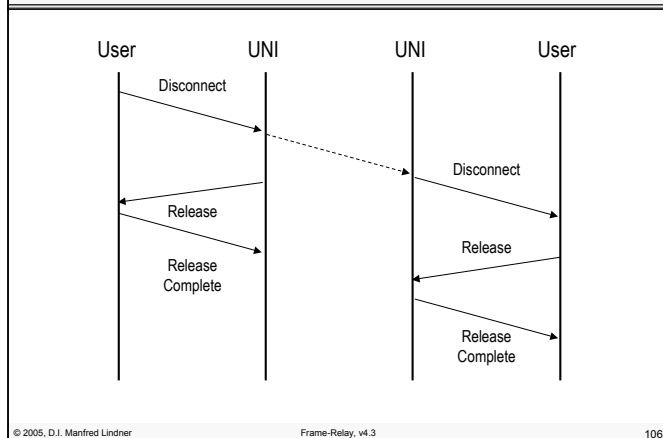 User
UNI
UNI
User
Disconnect
Disconnect
Release
Release
Release
Complete
Release
Complete
© 2005, D.I. Manfred Lindner
Frame-Relay, v4.3
106